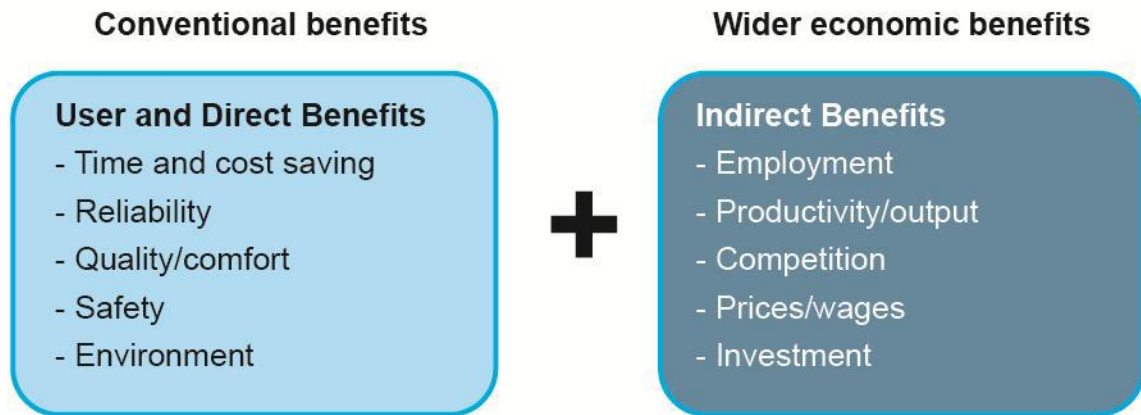 Conventional benefits
User and Direct Benefits
- Time and cost saving
- Reliability
- Quality/comfort
- Safety
- Environment
+
Wider economic benefits
Indirect Benefits
- Employment
- Productivity/output
- Competition
- Prices/wages
- Investment